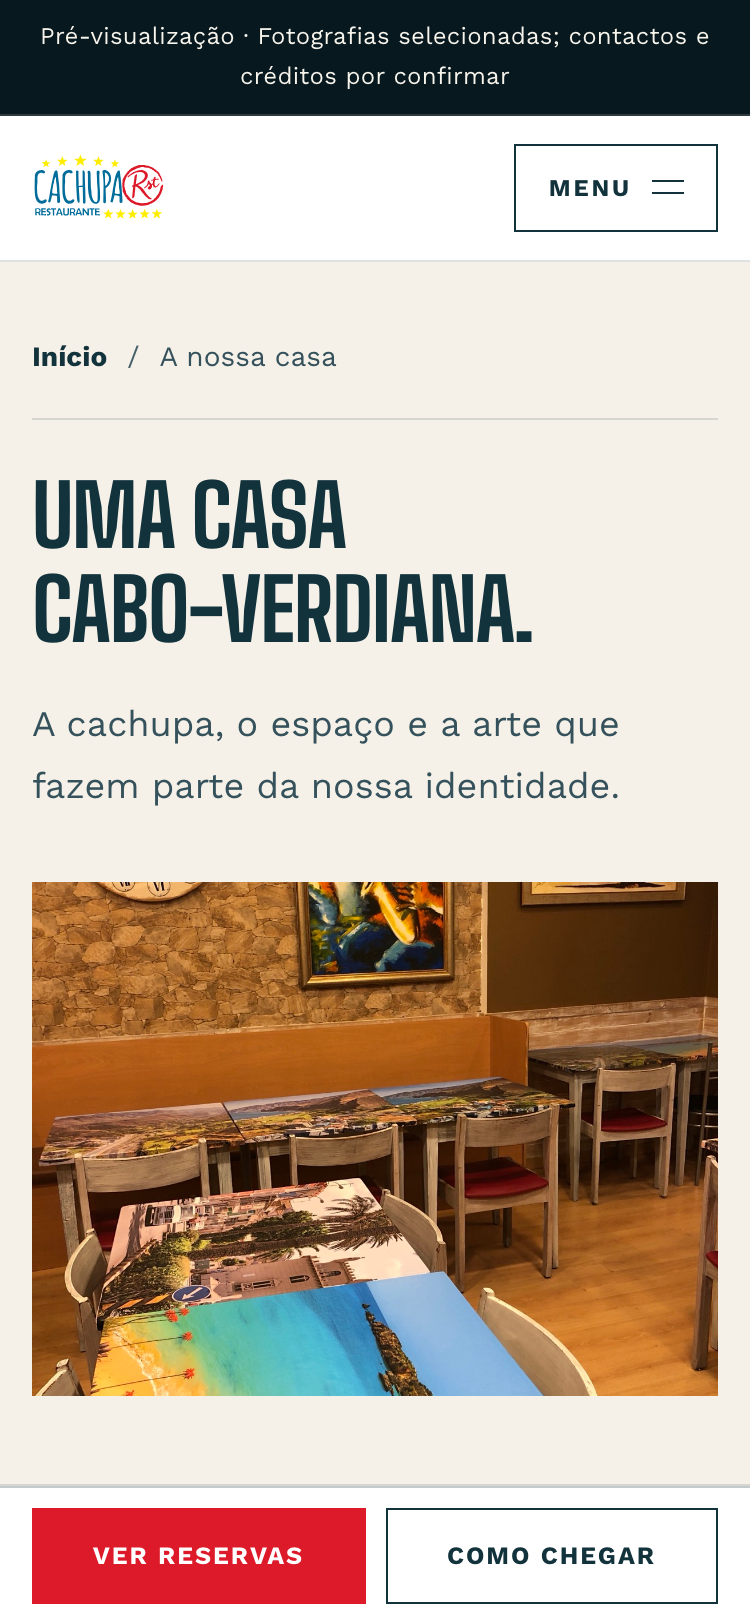 Pré-visualização · Fotografias selecionadas; contactos e
créditos por confirmar
CACHUPA Rst
RESTAURANTE
MENU
Início / A nossa casa
UMA CASA
CABO-VERDIANA.
A cachupa, o espaço e a arte que
fazem parte da nossa identidade.
VER RESERVAS
COMO CHEGAR